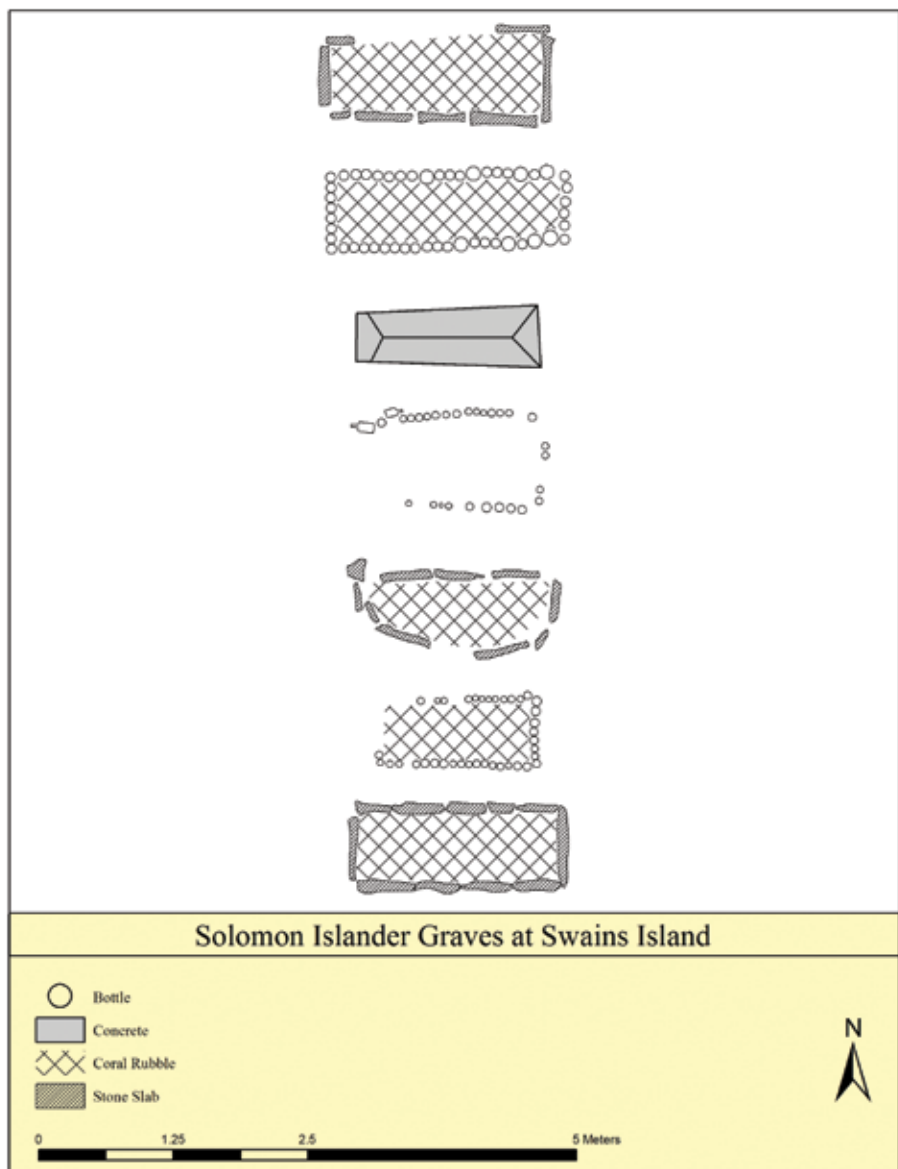 Solomon Islander Graves at Swains Island
Bottle
Concrete
Coral Rubble
Stone Slab
N
0 1.25 2.5 5 Meters